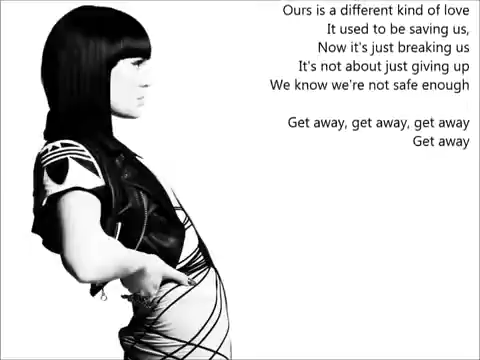 Ours is a different kind of love
It used to be saving us,
Now it's just breaking us
It's not about just giving up
We know we're not safe enough
Get away, get away, get away
Get away